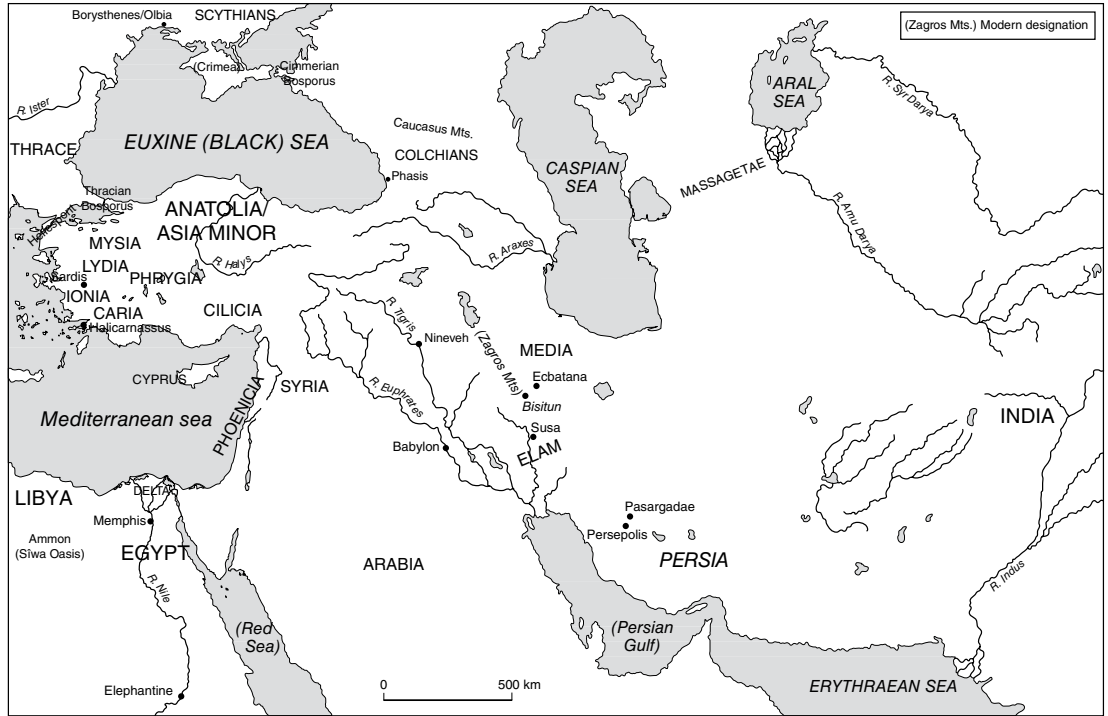 Borysthenes/Olbia
SCYTHIANS
(Zagros Mts.) Modern designation
(Crimea)
Cimmerian
Bosporus
R. Ister
ARAL
SEA
R. Syr Darya
EUXINE (BLACK) SEA
Caucasus Mts.
THRACE
COLCHIANS
CASPIAN
SEA
Phasis
MASSAGETAE
Thracian
Bosporus
Hellespont
ANATOLIA/
ASIA MINOR
R. Amu Darya
MYSIA
R. Halys
R. Araxes
LYDIA
Sardis
PHRYGIA
IONIA
CARIA
CILICIA
Halicarnassus
R. Tigris
Nineveh
(Zagros Mts)
MEDIA
Ecbatana
CYPRUS
SYRIA
R. Euphrates
Bisitun
Mediterranean sea
PHOENICIA
INDIA
Susa
Babylon
ELAM
LIBYA
DELTA
Memphis
Pasargadae
Persepolis
Ammon
(Sîwa Oasis)
EGYPT
ARABIA
PERSIA
R. Nile
R. Indus
(Red
Sea)
(Persian
Gulf)
Elephantine
0
500 km
ERYTHRAEAN SEA